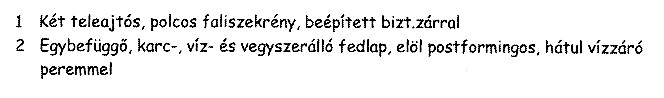 1 Két teleajtós, polcos faliszekrény, beépített bizt.zárral
2 Egybefüggő, karc-, víz- és vegyszerálló fedlap, elöl postformingos, hátul vízzáró
peremmel